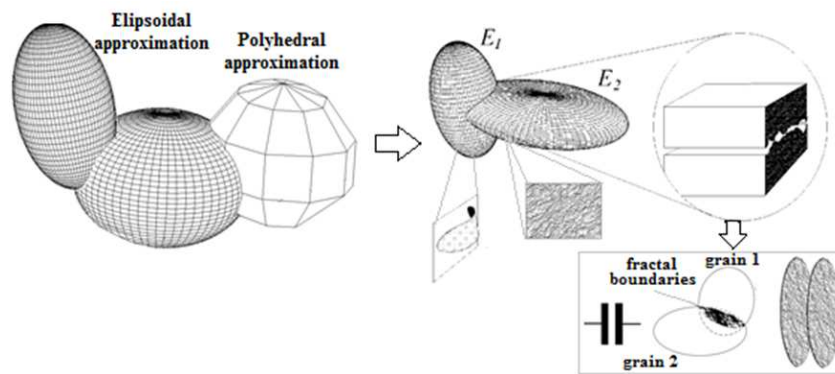 Elipsoidal
approximation
Polyhedral
approximation
E1
E2
grain 1
fractal
boundaries
grain 2